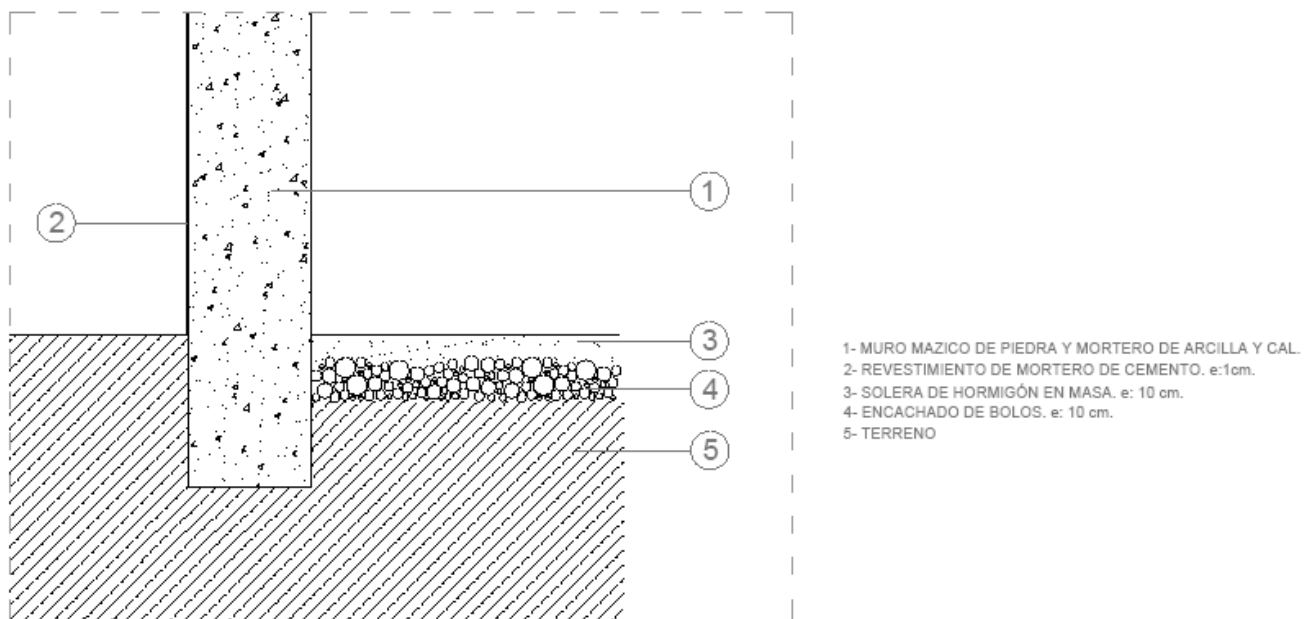 1
2
3
4
5
1- MURO MAZICO DE PIEDRA Y MORTERO DE ARCILLA Y CAL.
2- REVESTIMIENTO DE MORTERO DE CEMENTO. e:1cm.
3- SOLERA DE HORMIGÓN EN MASA. e: 10 cm.
4- ENCACHADO DE BOLOS. e: 10 cm.
5- TERRENO